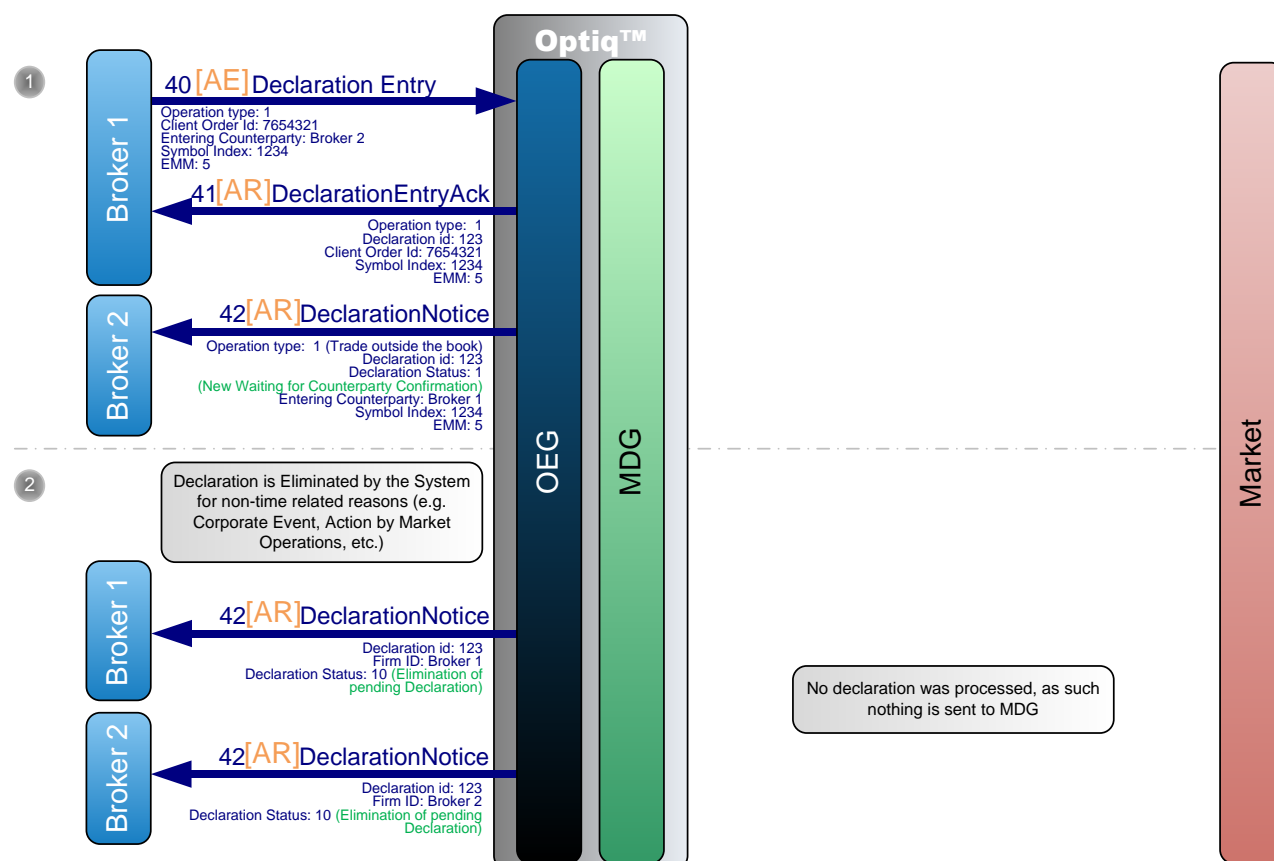 Optiq™
1
Broker 1
40 [AE] Declaration Entry
Operation type: 1
Client Order Id: 7654321
Entering Counterparty: Broker 2
Symbol Index: 1234
EMM: 5
41[AR]DeclarationEntryAck
Operation type:  1
Declaration id: 123
Client Order Id: 7654321
Symbol Index: 1234
EMM: 5
Broker 2
42[AR]DeclarationNotice
Operation type:  1 (Trade outside the book)
Declaration id: 123
Declaration Status: 1
(New Waiting for Counterparty Confirmation)
Entering Counterparty: Broker 1
Symbol Index: 1234
EMM: 5
OEG
MDG
Market
2
Declaration is Eliminated by the System
for non-time related reasons (e.g.
Corporate Event, Action by Market
Operations, etc.)
Broker 1
42[AR]DeclarationNotice
Declaration id: 123
Firm ID: Broker 1
Declaration Status: 10 (Elimination of
pending Declaration)
No declaration was processed, as such
nothing is sent to MDG
Broker 2
42[AR]DeclarationNotice
Declaration id: 123
Firm ID: Broker 2
Declaration Status: 10 (Elimination of pending
Declaration)